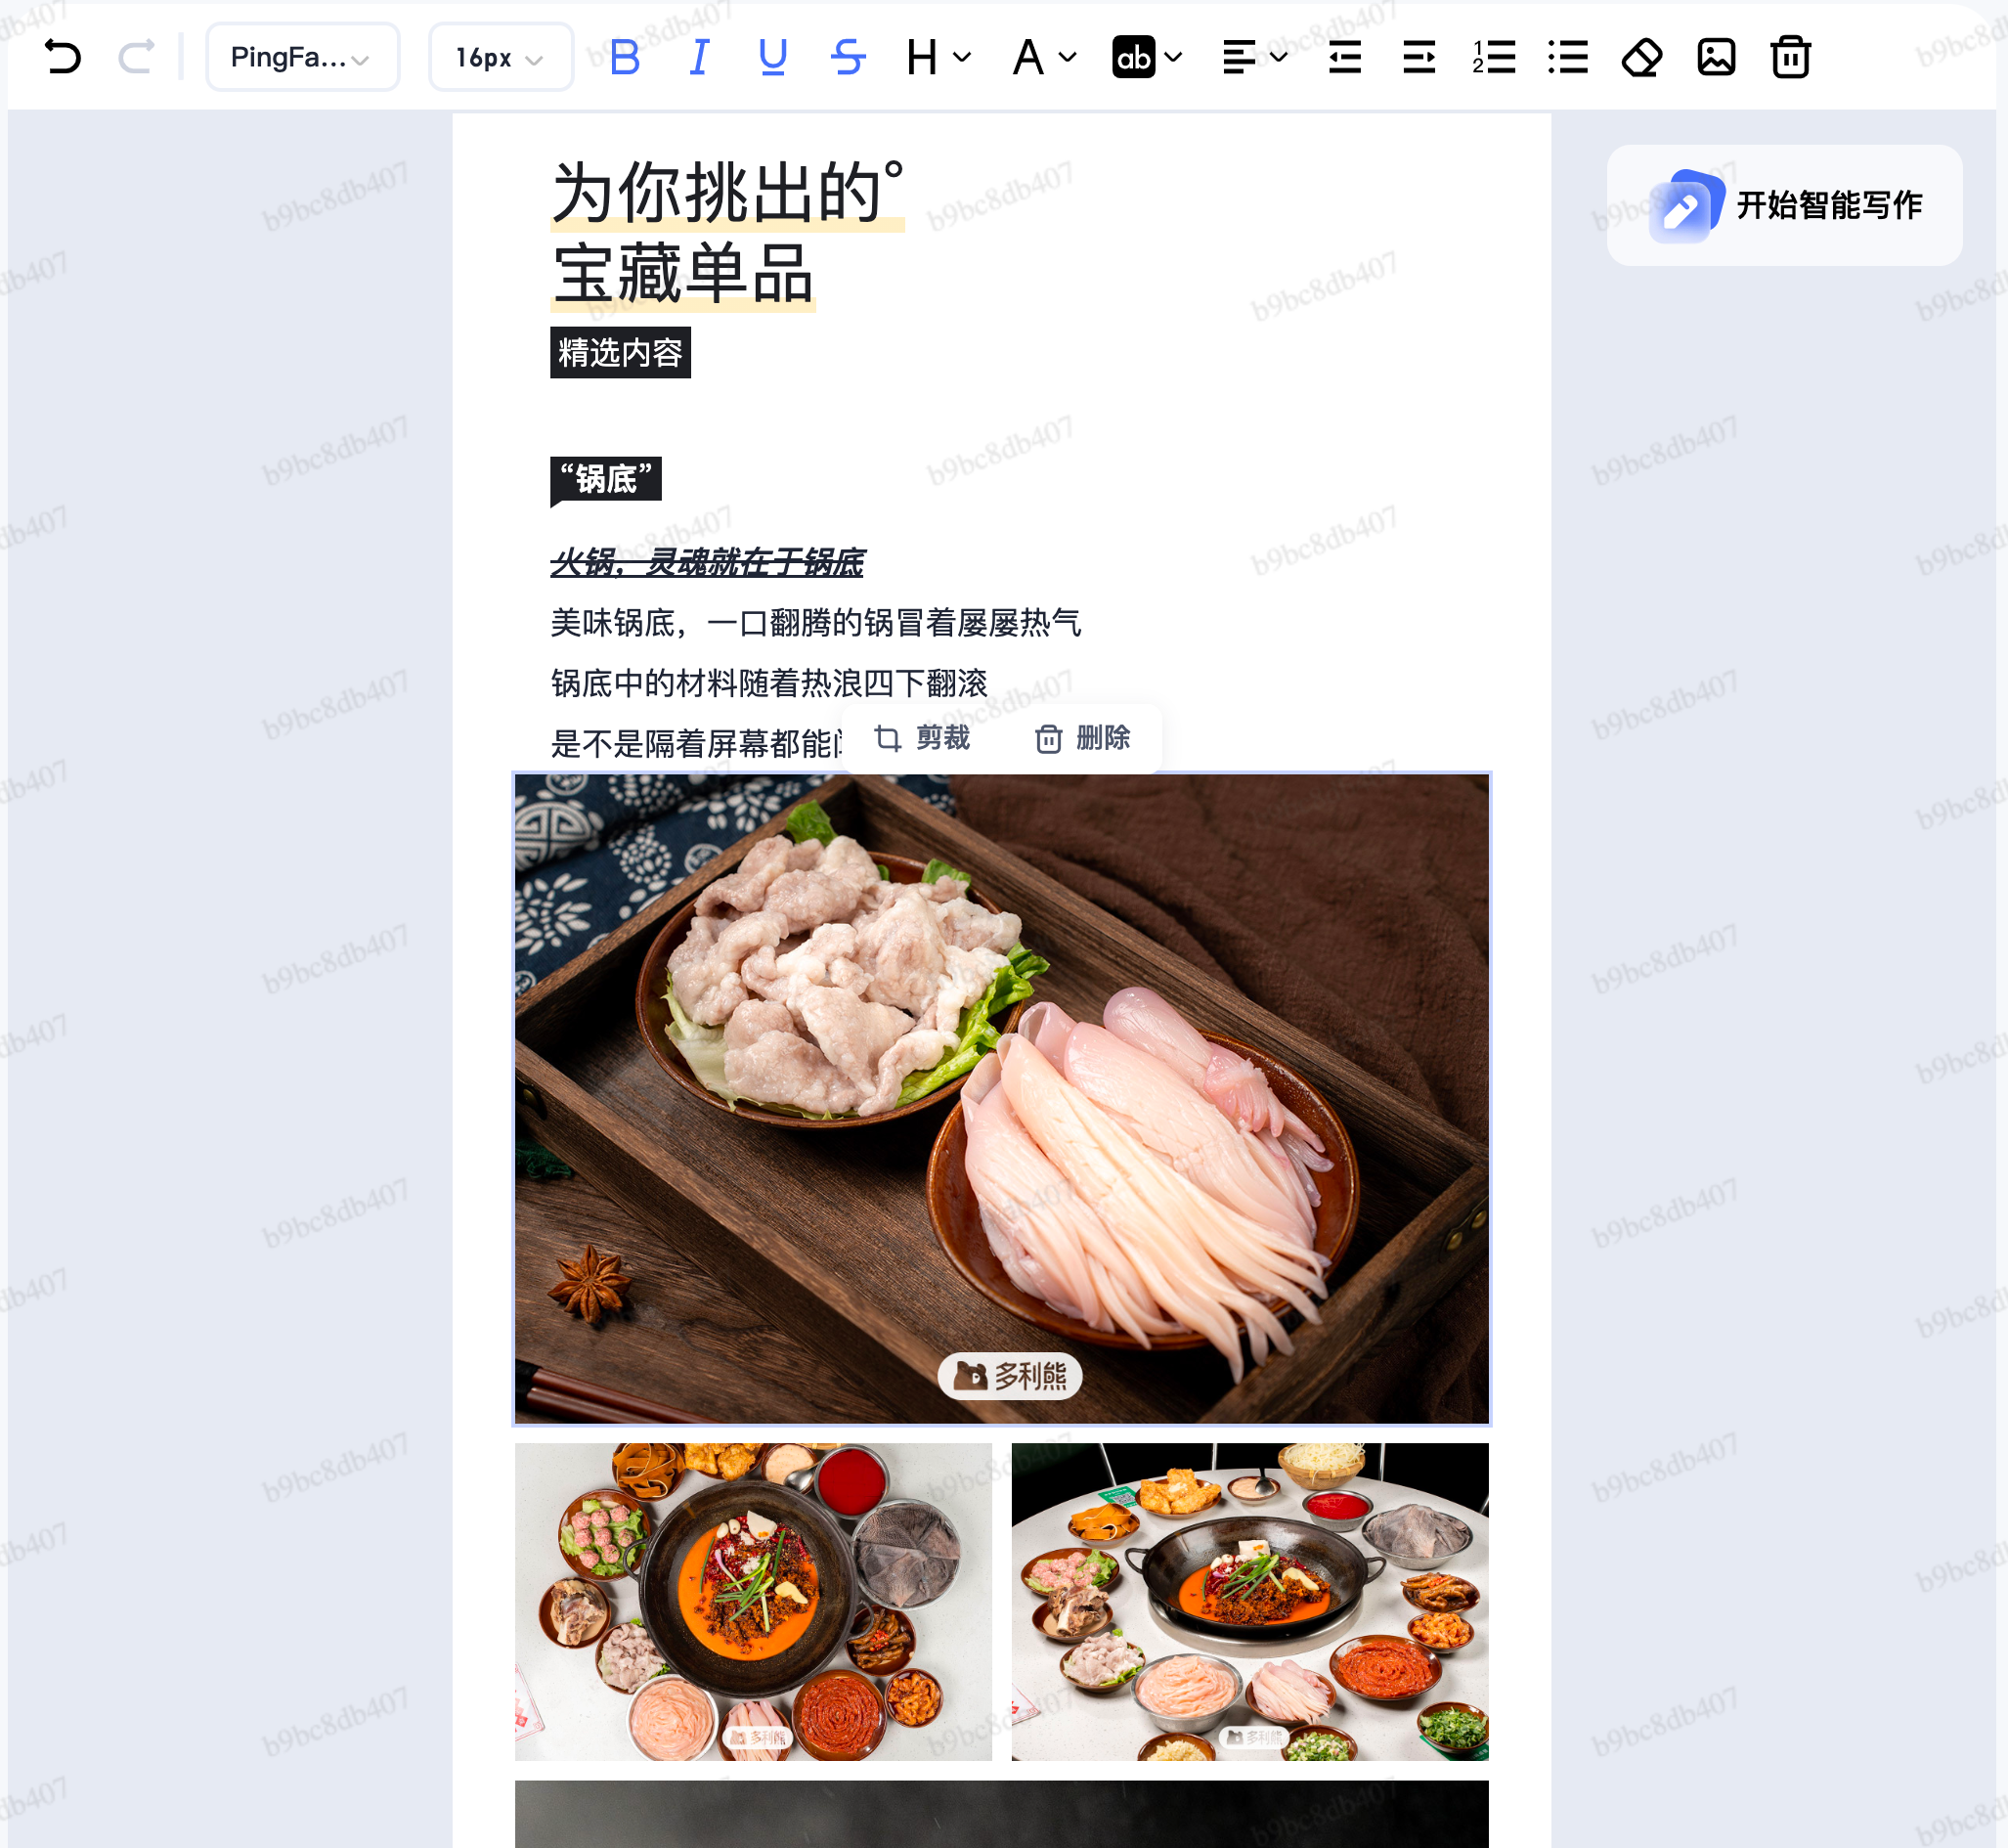 PingFa...
16px
B I U S H A ab
为你挑出的°
宝藏单品
精选内容
开始智能写作
“锅底”
火锅，灵魂就在于锅底
美味锅底，一口翻腾的锅冒着屡屡热气
锅底中的材料随着热浪四下翻滚
是不是隔着屏幕都能
剪裁
删除
多利熊
多利熊
多利熊
b9bc8db407